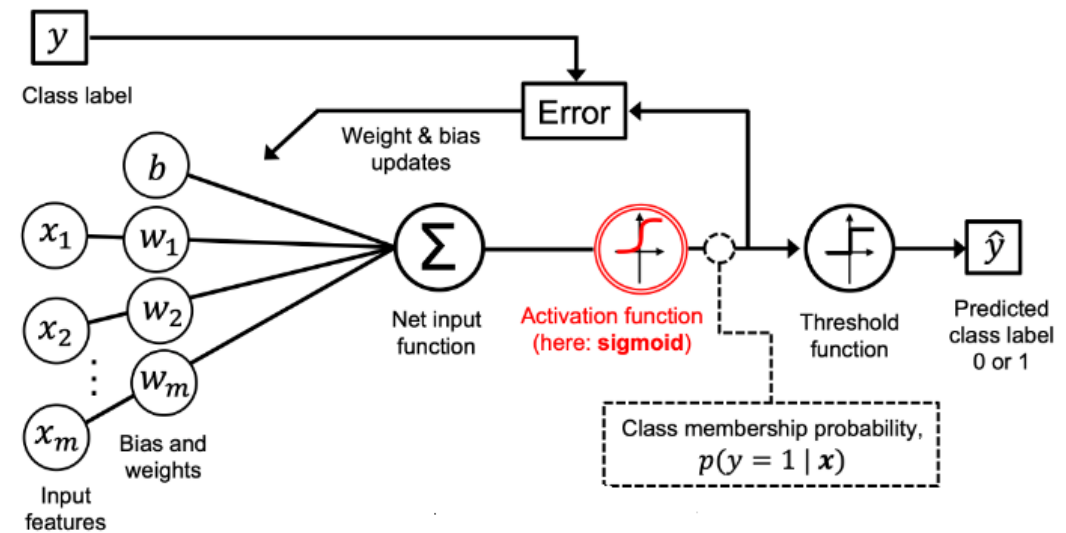 y
Class label
Error
Weight & bias
updates
b
x₁
w₁
x₂
w₂
⋮
xₘ
wₘ
Bias and
weights
Input
features
Σ
Net input
function
Activation function
(here: sigmoid)
Threshold
function
ŷ
Predicted
class label
0 or 1
Class membership probability,
p(y = 1 | x)